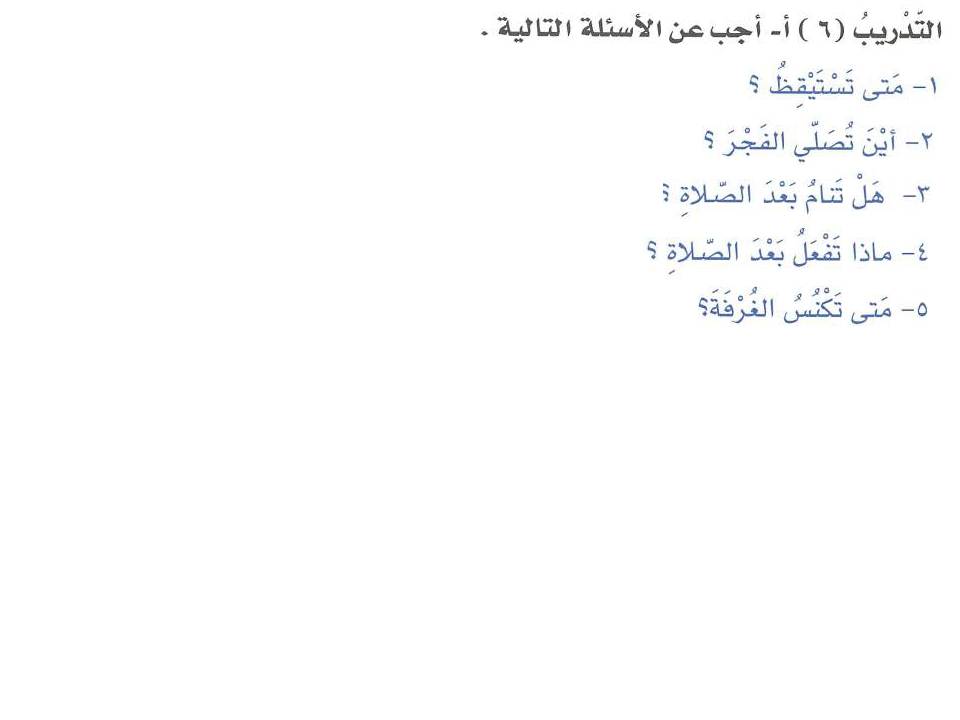 التّدْريبُ ( ٦ ) أ- أجب عن الأسئلة التالية .
١- مَتى تَسْتَيْقِظُ ؟
٢- أيْنَ تُصَلّي الفَجْرَ ؟
٣- هَلْ تَنامُ بَعْدَ الصّلاةِ ؟
٤- ماذا تَفْعَلُ بَعْدَ الصّلاةِ ؟
٥- مَتى تَكْنُسُ الغُرْفَةَ؟